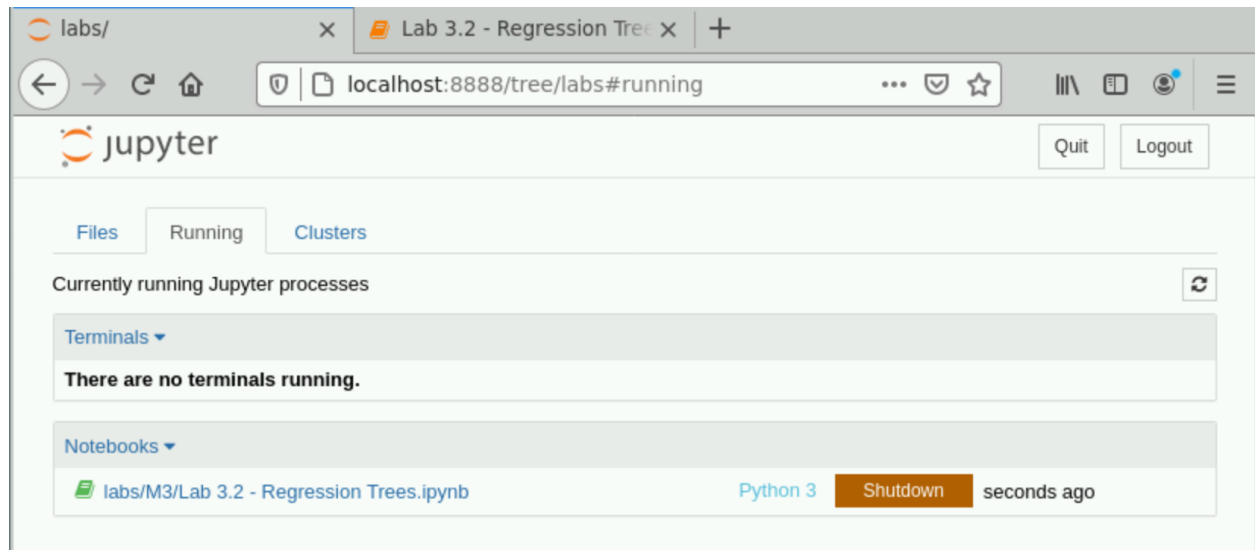 labs/
Lab 3.2 - Regression Tree
localhost:8888/tree/labs#running
jupyter
Quit
Logout
Files
Running
Clusters
Currently running Jupyter processes
Terminals
There are no terminals running.
Notebooks
labs/M3/Lab 3.2 - Regression Trees.ipynb
Python 3
Shutdown
seconds ago